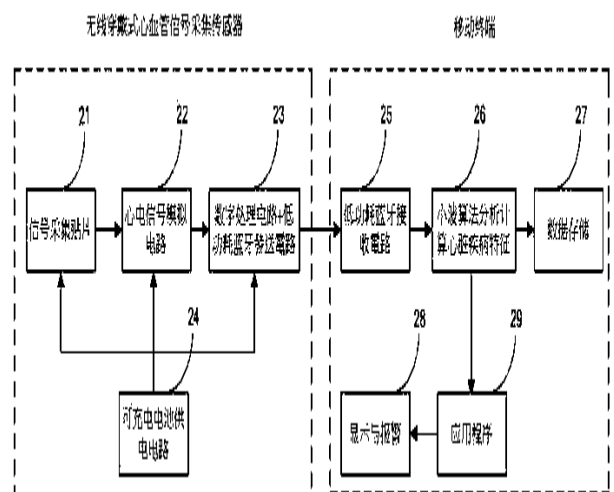 无线穿戴式心血管信号采集传感器
移动终端
21
22
23
25
26
27
信号采集贴片
心电信号模拟
电路
数字处理电路+低
功耗蓝牙發送電路
低功耗蓝牙接
收電路
小波算法分析计
算心脏疾病特征
数据存储
24
28
29
可充电电池供
电电路
显示与报警
应用程序